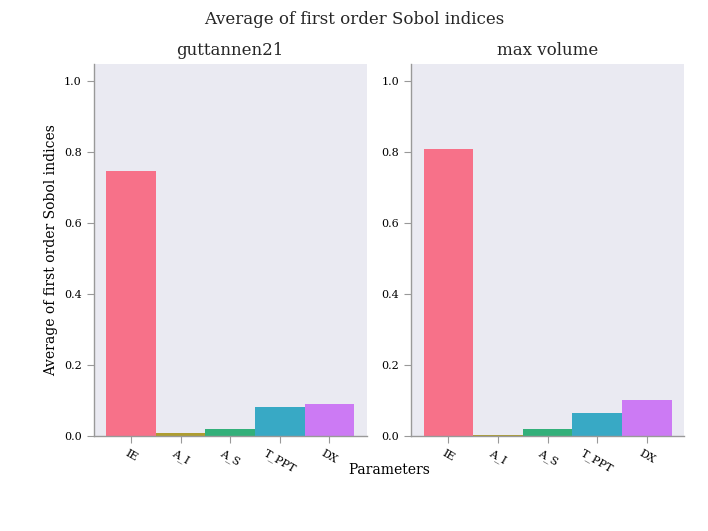 Average of first order Sobol indices
guttannen21
max volume
Average of first order Sobol indices
1.0
0.8
0.6
0.4
0.2
0.0
1.0
0.8
0.6
0.4
0.2
0.0
IE A_I A_S T_PPT DX
IE A_I A_S T_PPT DX
Parameters